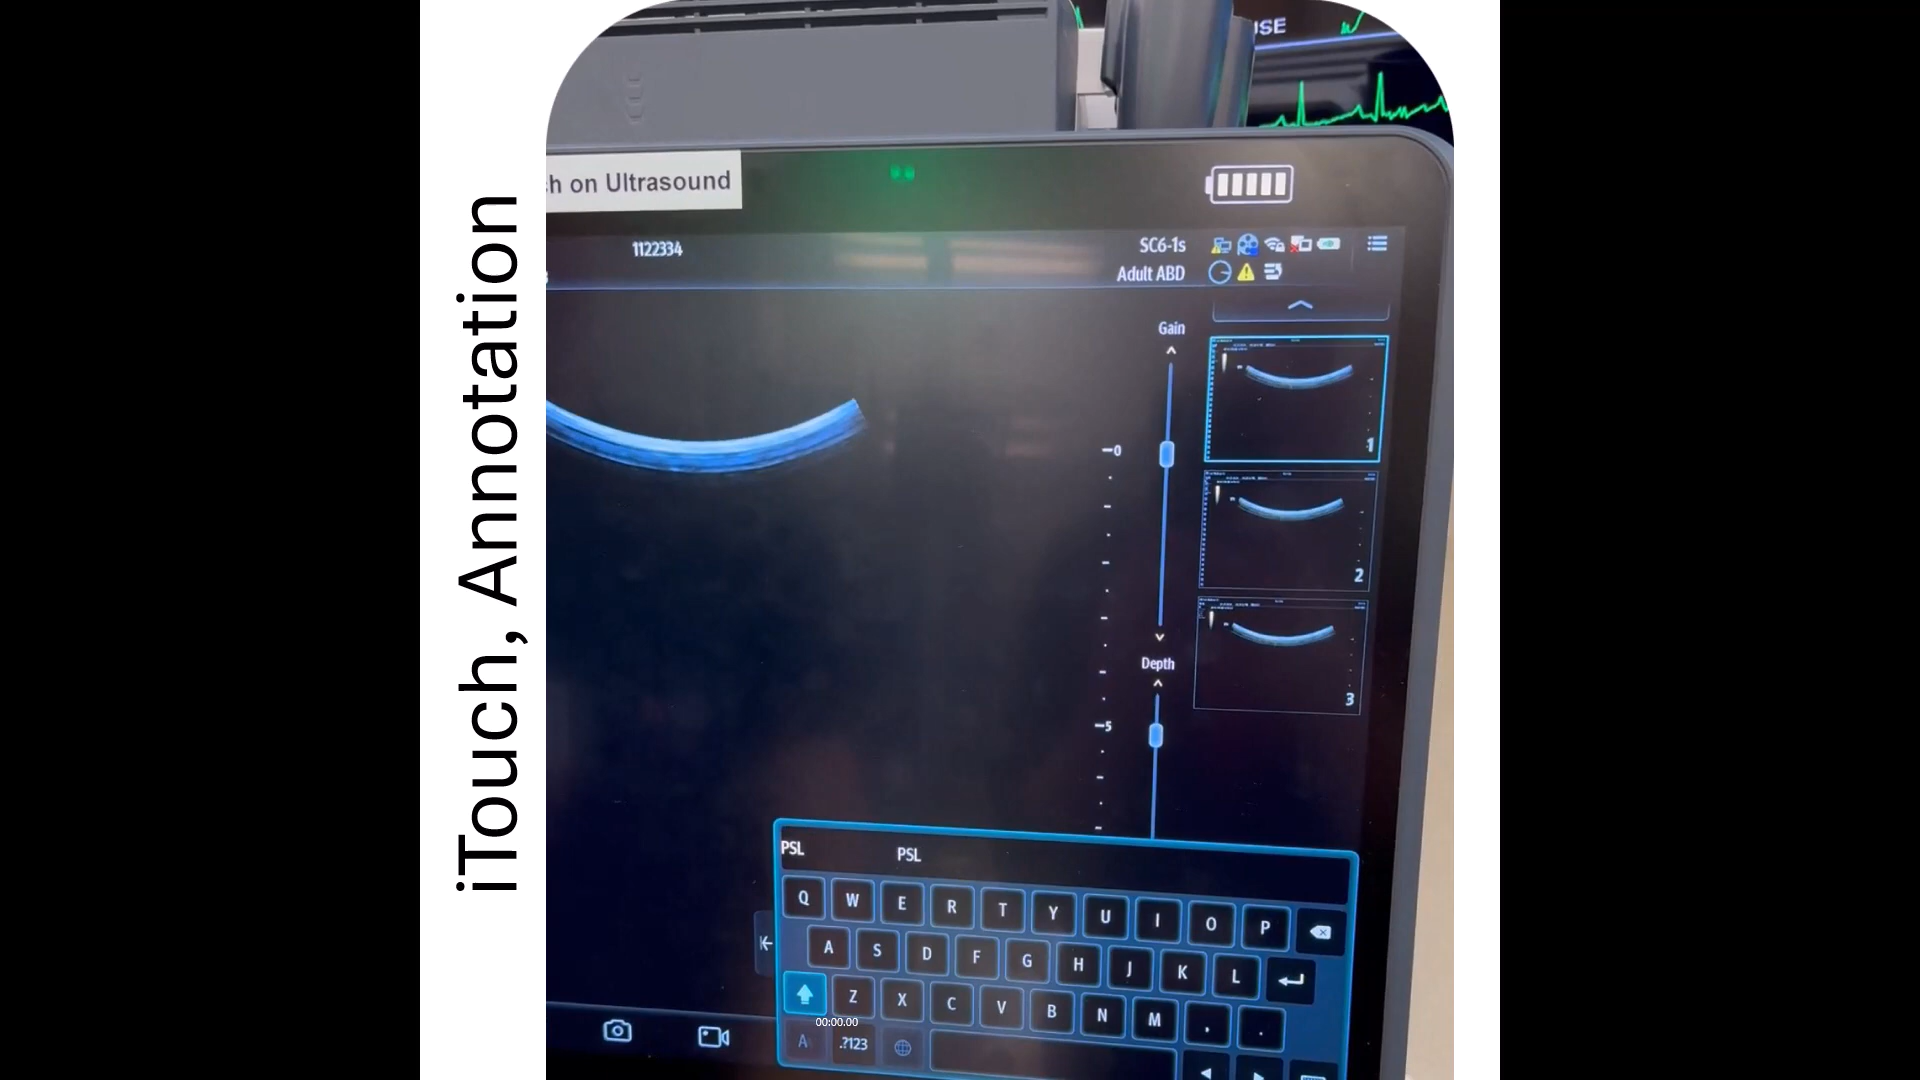 iTouch, Annotation
USE
h on Ultrasound
1122334
SC6-1s
Adult ABD
Gain
0
1
2
Depth
3
5
PSL PSL
Q W E R T Y U I O P
A S D F G H J K L
Z X C V B N M , .
00:00.00
A .?123